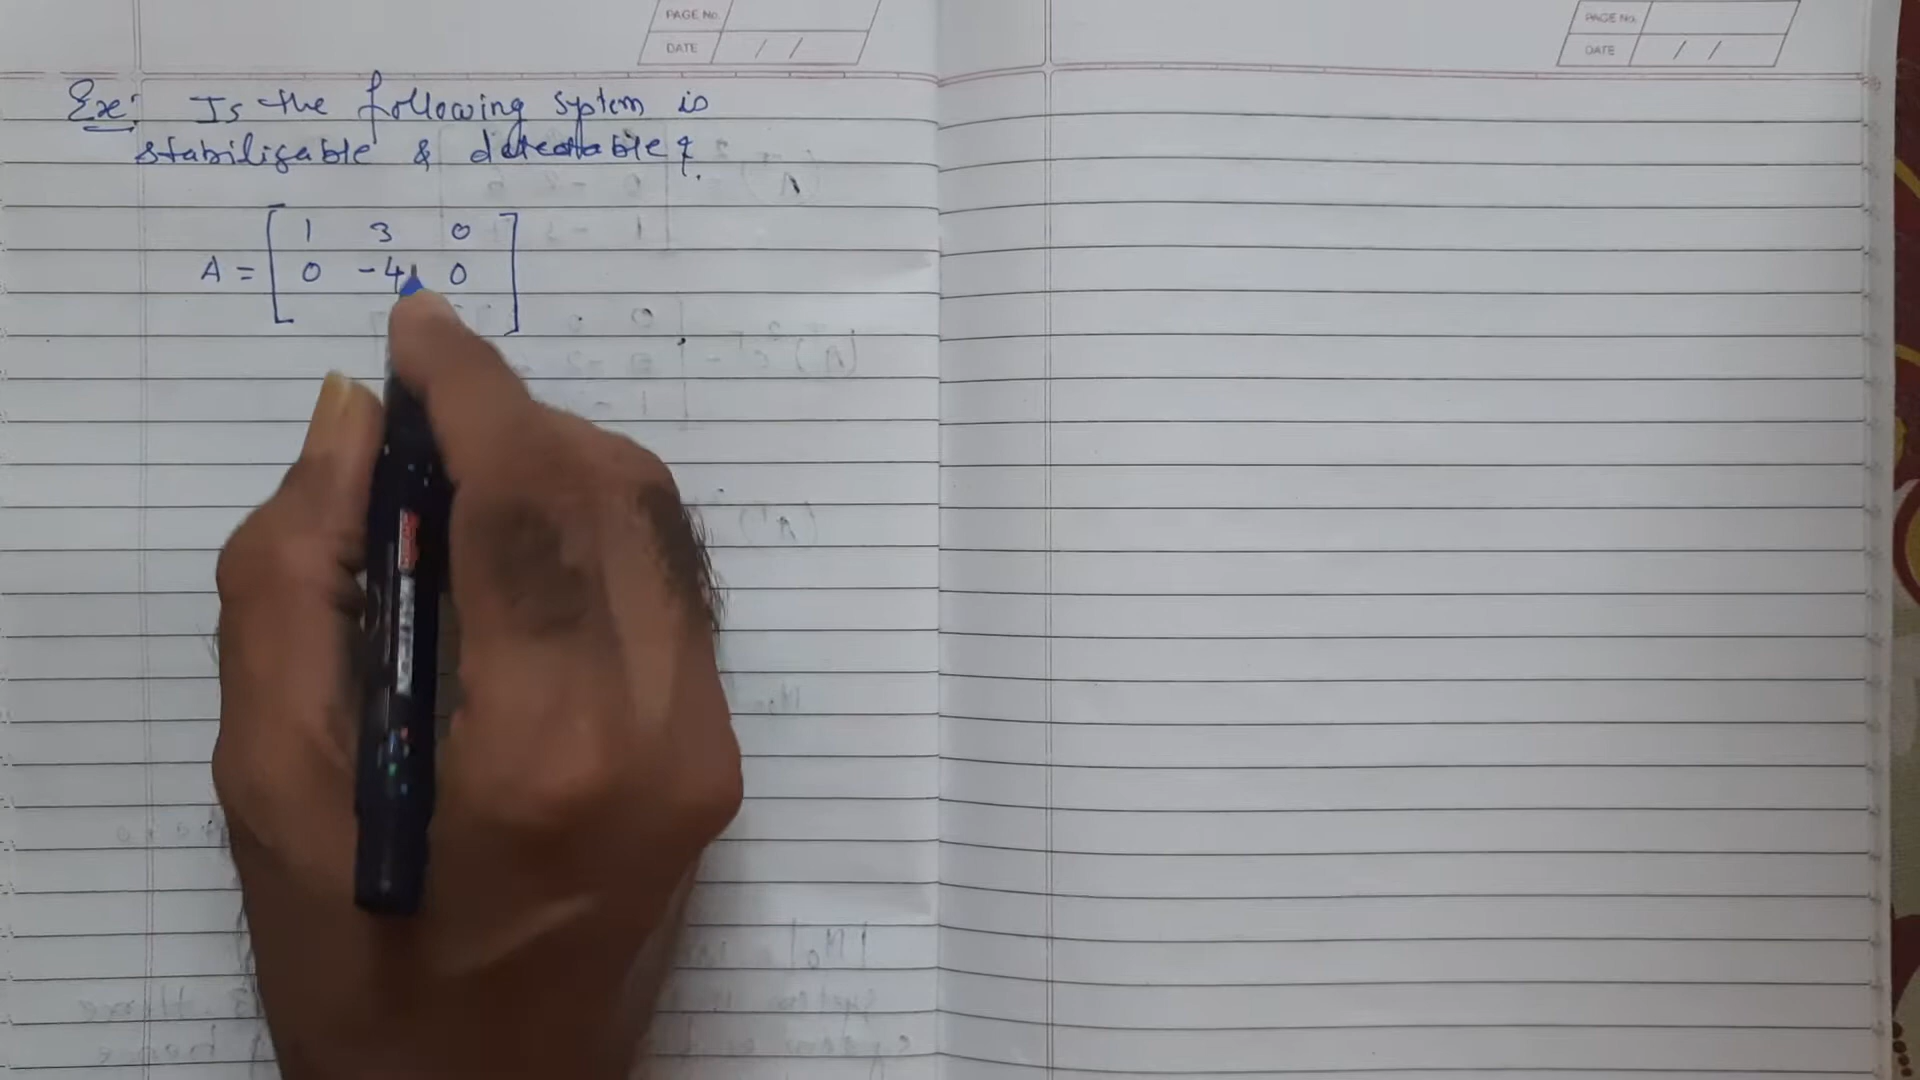 PAGE No.
DATE / /
PAGE No.
DATE / /
Ex: Is the following system is
stabilizable & detectable ?
1 3 0
A = 0 -4 0